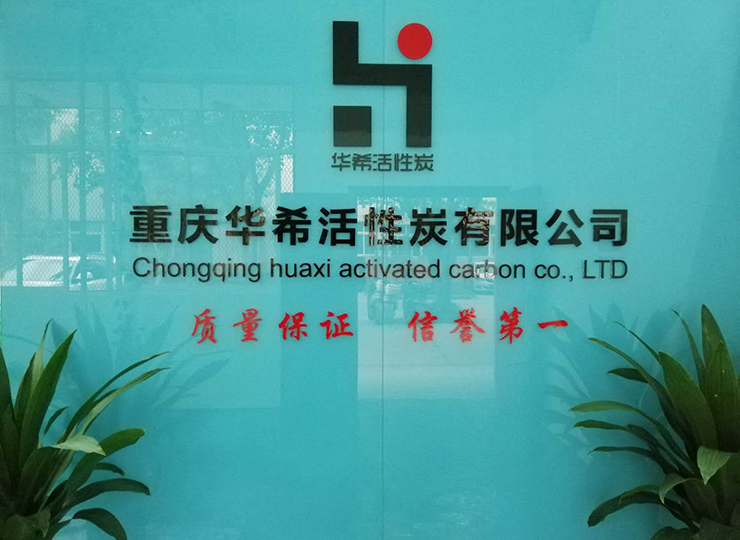 华希活性炭
重庆华希活性炭有限公司
Chongqing huaxi activated carbon co., LTD
质量保证 信誉第一